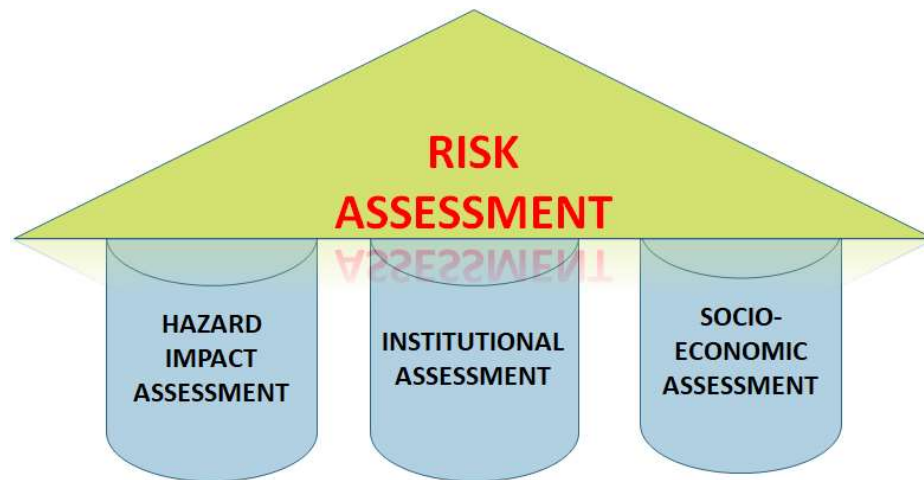 RISK
ASSESSMENT
HAZARD
IMPACT
ASSESSMENT
INSTITUTIONAL
ASSESSMENT
SOCIO-
ECONOMIC
ASSESSMENT